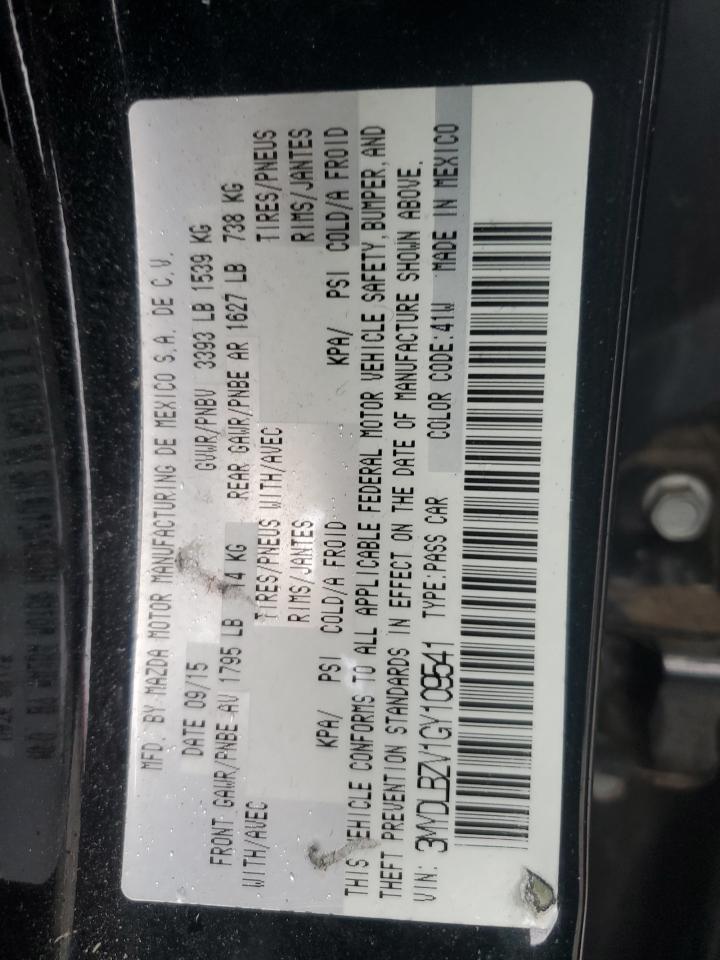 MFD. BY MAZDA MOTOR MANUFACTURING DE MEXICO S.A. DE C.V.
DATE 09/15 GVWR/PNBV 3393 LB 1539 KG
FRONT GAWR/PNBE AV 1795 LB 14 KG REAR GAWR/PNBE AR 1627 LB 738 KG
WITH/AVEC TIRES/PNEUS WITH/AVEC TIRES/PNEUS
RIMS/JANTES RIMS/JANTES
KPA/ PSI COLD/A FROID KPA/ PSI COLD/A FROID
THIS VEHICLE CONFORMS TO ALL APPLICABLE FEDERAL MOTOR VEHICLE SAFETY, BUMPER, AND
THEFT PREVENTION STANDARDS IN EFFECT ON THE DATE OF MANUFACTURE SHOWN ABOVE.
VIN: 3MYDLBZV1GY109541 TYPE:PASS CAR COLOR CODE:41W MADE IN MEXICO